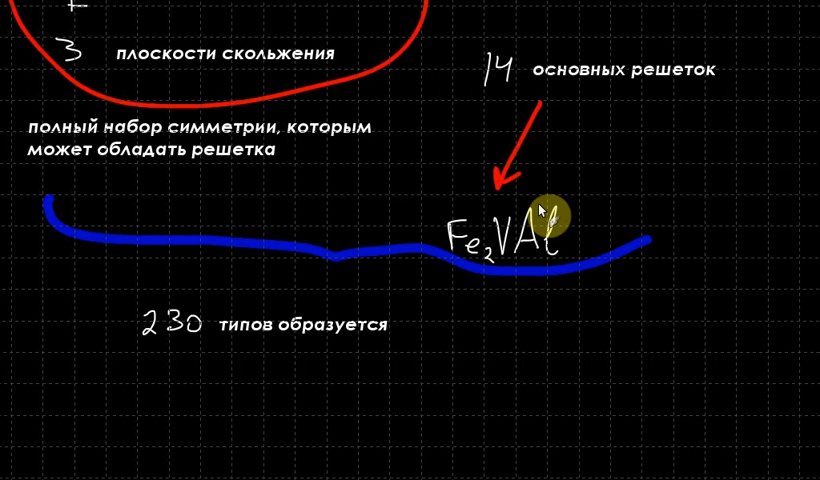 3 плоскости скольжения
14 основных решеток
полный набор симметрии, которым
может обладать решетка
Fe₂VAl
230 типов образуется